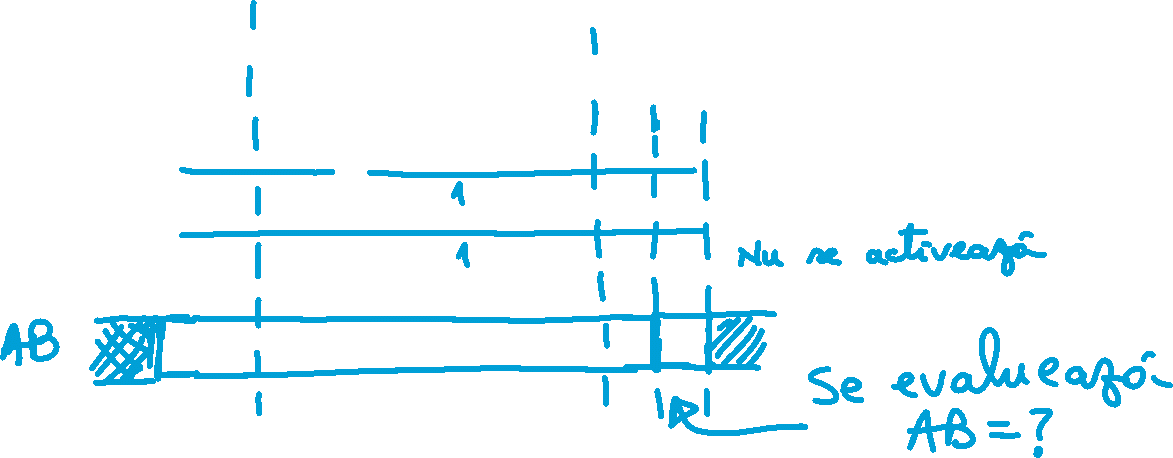 1
1
Nu se activează
AB
Se evaluează
AB=?